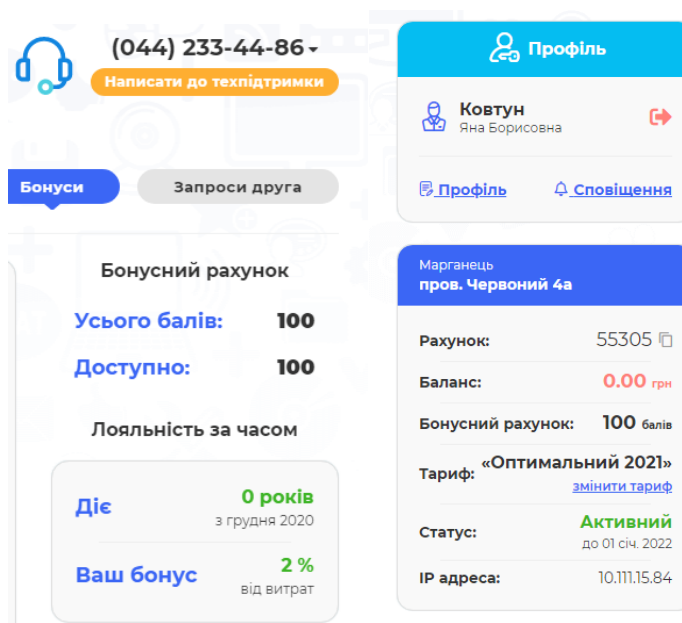 (044) 233-44-86
Написати до техпідтримки
Бонуси
Запроси друга
Бонусний рахунок
Усього балів: 100
Доступно: 100
Лояльність за часом
Діє 0 років
з грудня 2020
Ваш бонус 2 %
від витрат
Профіль
Ковтун
Яна Борисовна
Профіль Сповіщення
Марганець
пров. Червоний 4а
Рахунок: 55305
Баланс: 0.00 грн
Бонусний рахунок: 100 балів
Тариф: «Оптимальний 2021»
змінити тариф
Статус: Активний
до 01 січ. 2022
IP адреса: 10.111.15.84